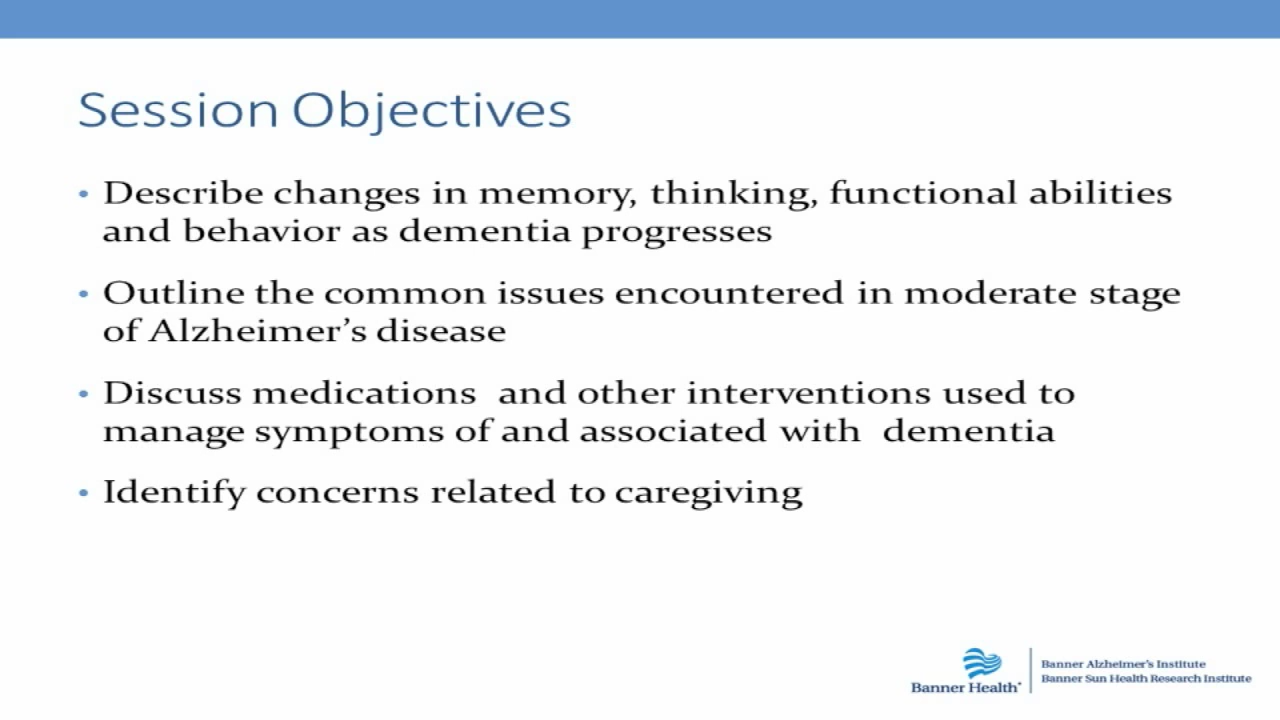 Session Objectives
• Describe changes in memory, thinking, functional abilities
and behavior as dementia progresses
• Outline the common issues encountered in moderate stage
of Alzheimer’s disease
• Discuss medications and other interventions used to
manage symptoms of and associated with dementia
• Identify concerns related to caregiving
Banner Health
Banner Alzheimer’s Institute
Banner Sun Health Research Institute